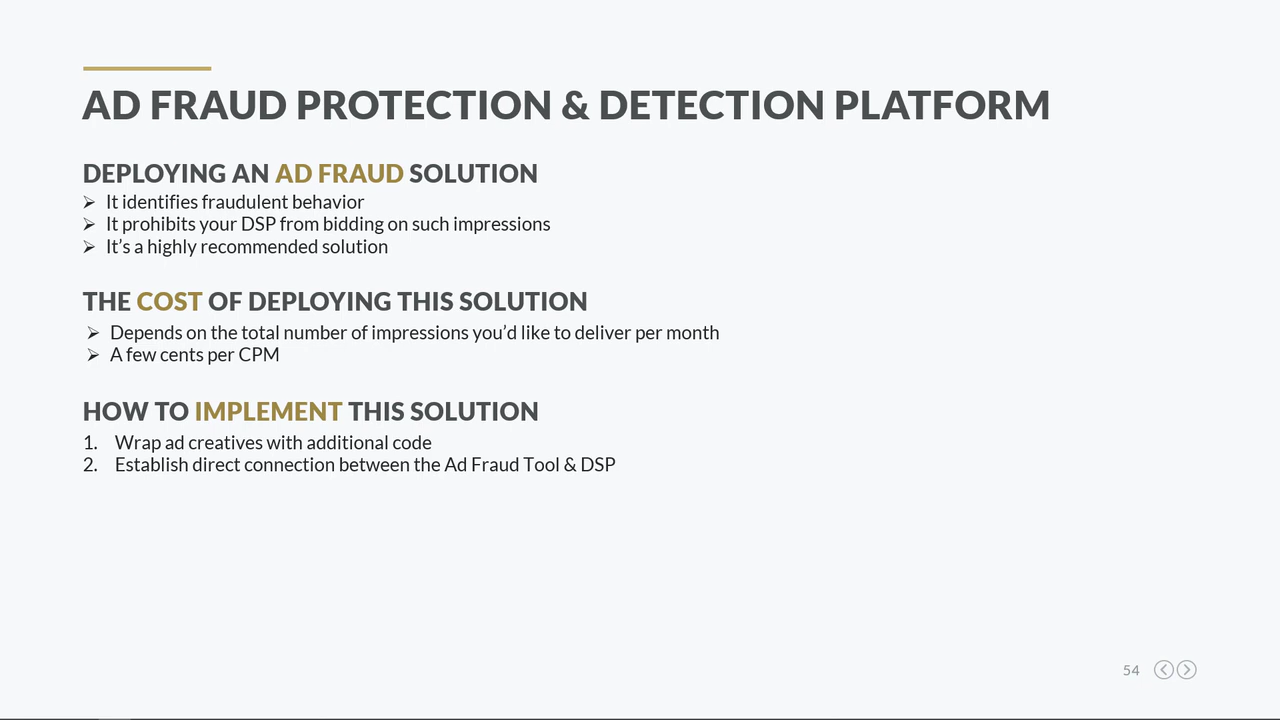 AD FRAUD PROTECTION & DETECTION PLATFORM
DEPLOYING AN AD FRAUD SOLUTION
➢ It identifies fraudulent behavior
➢ It prohibits your DSP from bidding on such impressions
➢ It’s a highly recommended solution
THE COST OF DEPLOYING THIS SOLUTION
➢ Depends on the total number of impressions you’d like to deliver per month
➢ A few cents per CPM
HOW TO IMPLEMENT THIS SOLUTION
1. Wrap ad creatives with additional code
2. Establish direct connection between the Ad Fraud Tool & DSP
54